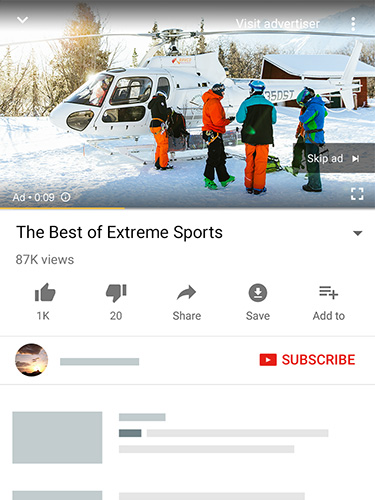 Visit advertiser
350ST
Skip ad
Ad • 0:09
The Best of Extreme Sports
87K views
1K
20
Share
Save
Add to
SUBSCRIBE